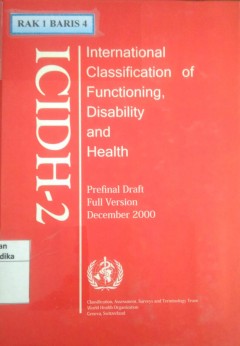 RAK 1 BARIS 4
ICIDH-2
International
Classification of
Functioning,
Disability
and
Health
Prefinal Draft
Full Version
December 2000
an
dika
Classification, Assessment, Surveys and Terminology Team
World Health Organization
Geneva, Switzerland